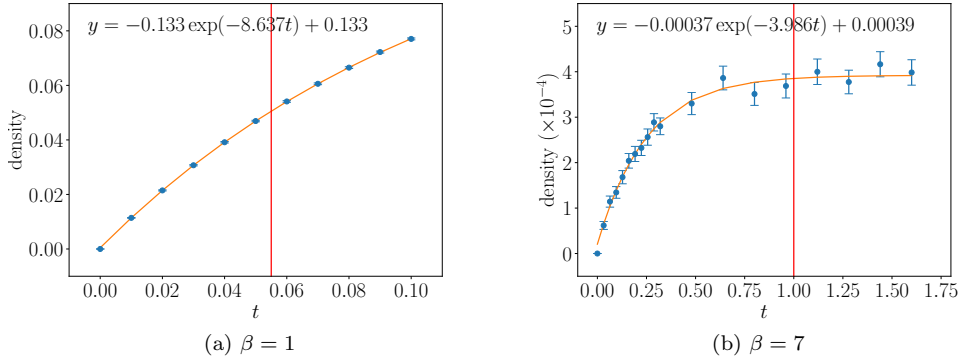 y = −0.133 exp(−8.637t) + 0.133
0.08
0.06
0.04
0.02
0.00
density
0.00 0.02 0.04 0.06 0.08 0.10
t
(a) β = 1
y = −0.00037 exp(−3.986t) + 0.00039
5
4
3
2
1
0
density (×10⁻⁴)
0.00 0.25 0.50 0.75 1.00 1.25 1.50 1.75
t
(b) β = 7